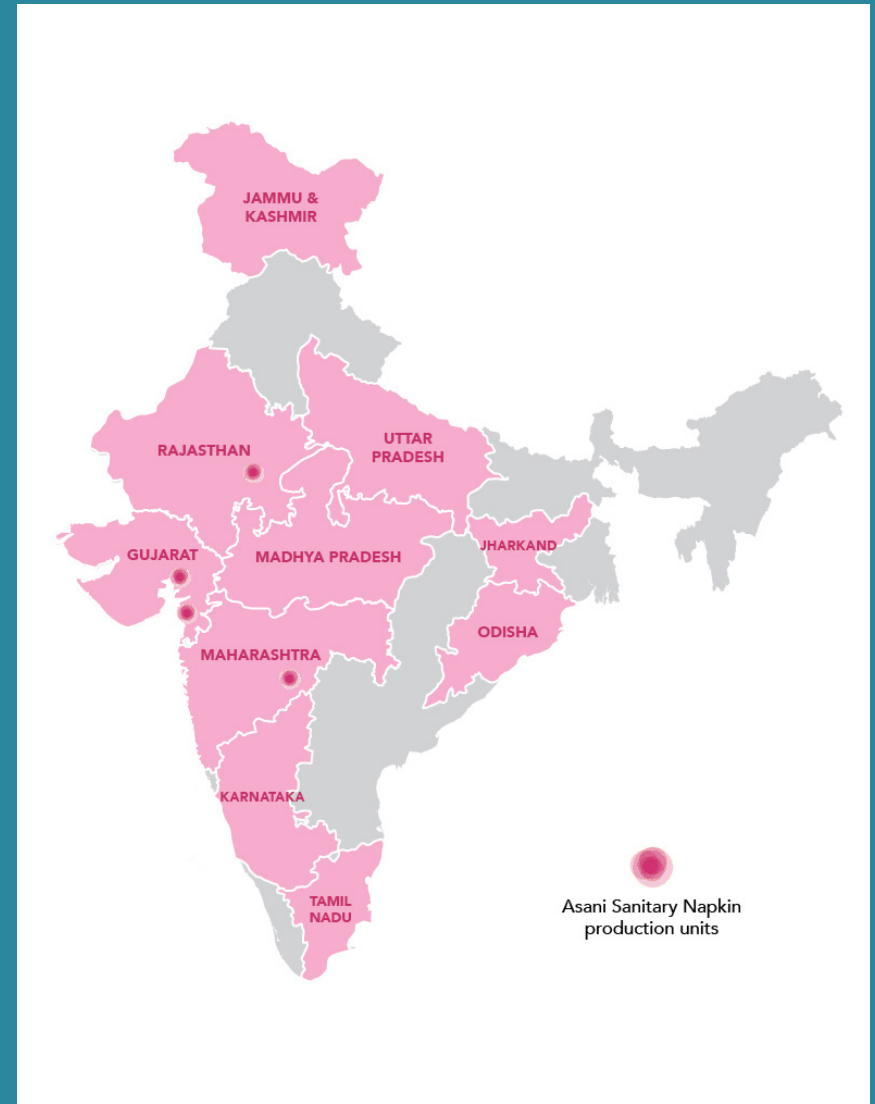 JAMMU &
KASHMIR
RAJASTHAN
UTTAR
PRADESH
GUJARAT
MADHYA PRADESH
JHARKAND
ODISHA
MAHARASHTRA
KARNATAKA
TAMIL
NADU
Asani Sanitary Napkin
production units